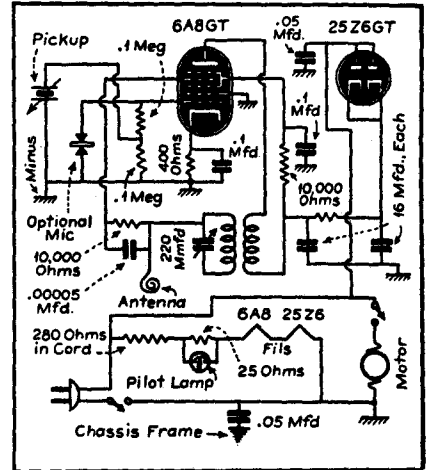 6A8GT
25Z6GT
.05
Mfd.
Pickup
.1 Meg
Minus
400
Ohms
.1
Mfd
.1
Mfd.
.1 Meg
Optional
Mic
10,000
Ohms
16 Mfd., Each
10,000
Ohms
.00005
Mfd.
220
Mmfd
Antenna
280 Ohms
in Cord
6A8 25Z6
Fils
Pilot Lamp
25 Ohms
Motor
.05 Mfd
Chassis Frame